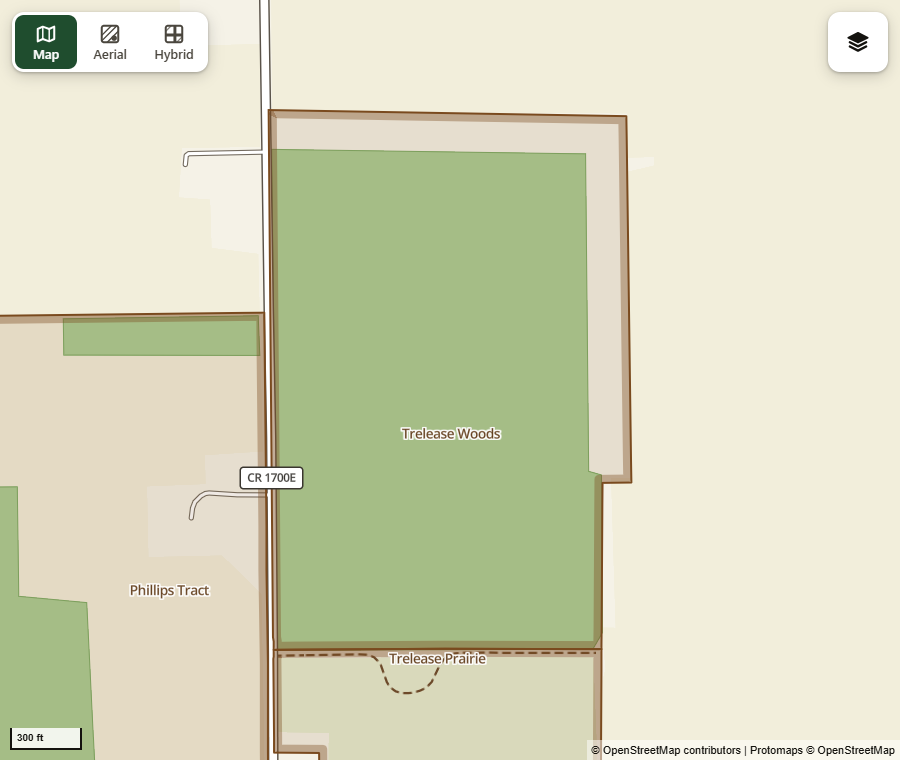 Map
Aerial
Hybrid
Trelease Woods
CR 1700E
Phillips Tract
Trelease Prairie
300 ft
© OpenStreetMap contributors | Protomaps © OpenStreetMap